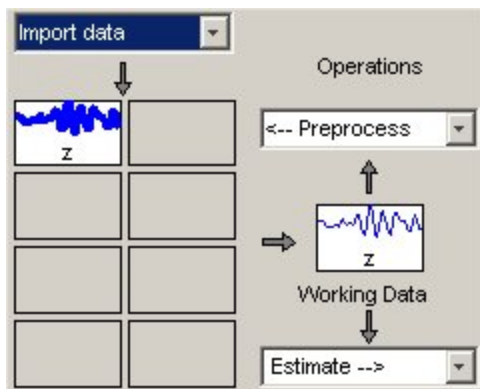 Import data
Operations
z
<-- Preprocess
z
Working Data
Estimate -->